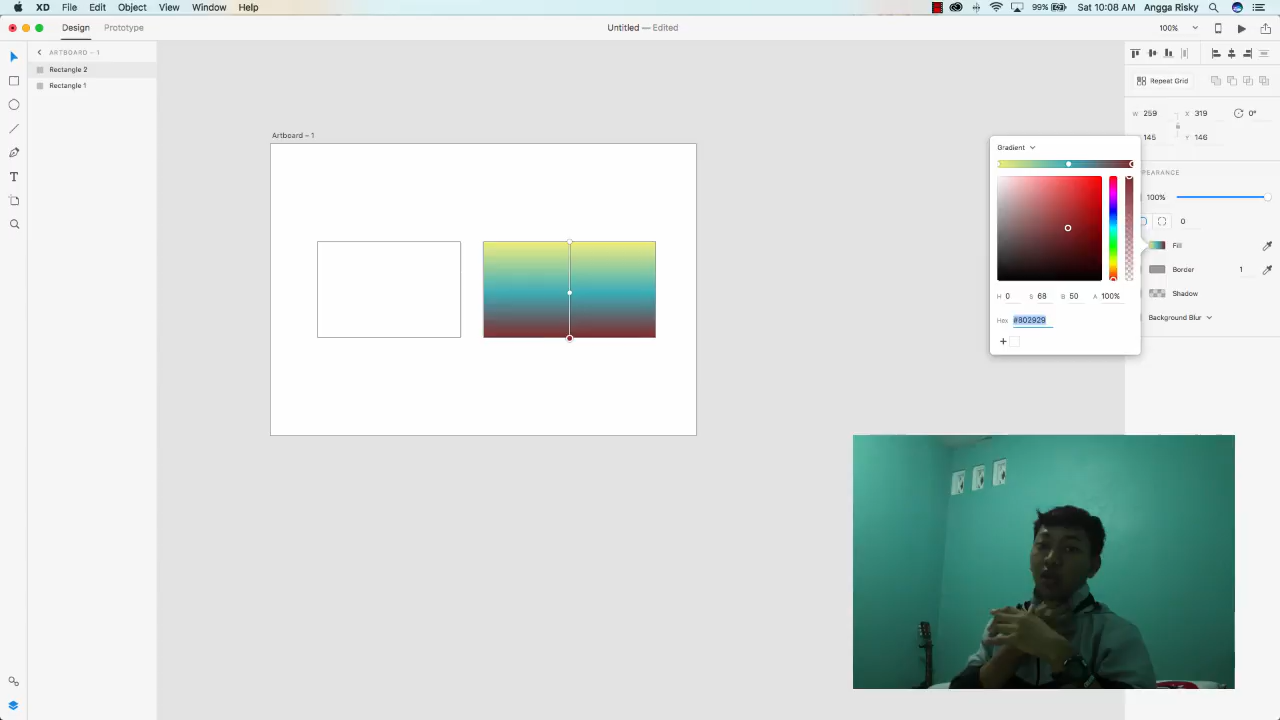 XD File Edit Object View Window Help
99% Sat 10:08 AM Angga Risky
Design Prototype
Untitled — Edited
100%
ARTBOARD – 1
Rectangle 2
Rectangle 1
Artboard – 1
Repeat Grid
W 259 X 319 0°
145 Y 146
PEARANCE
100%
0
Fill
Border 1
Shadow
Background Blur
Gradient
H 0 S 68 B 50 A 100%
Hex #802929